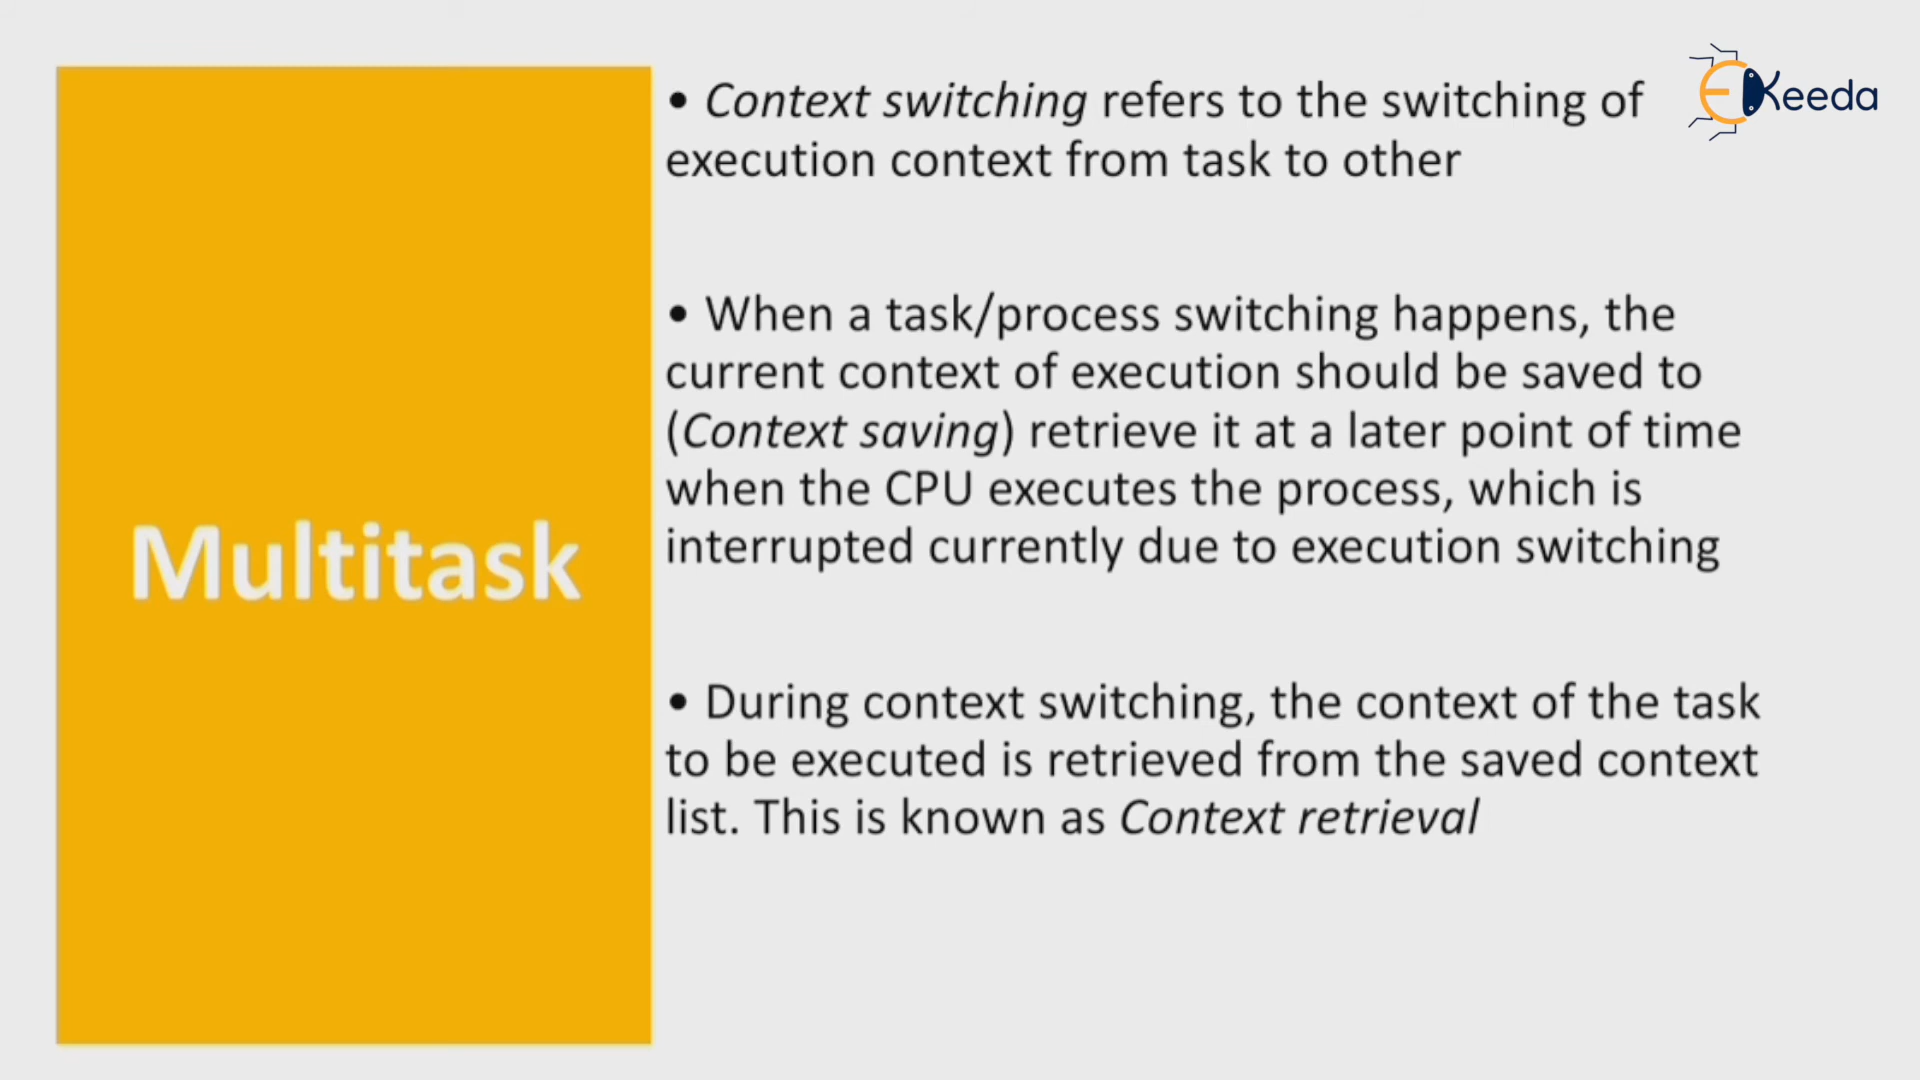 EKeeda
• Context switching refers to the switching of
execution context from task to other
• When a task/process switching happens, the
current context of execution should be saved to
(Context saving) retrieve it at a later point of time
when the CPU executes the process, which is
interrupted currently due to execution switching
Multitask
• During context switching, the context of the task
to be executed is retrieved from the saved context
list. This is known as Context retrieval